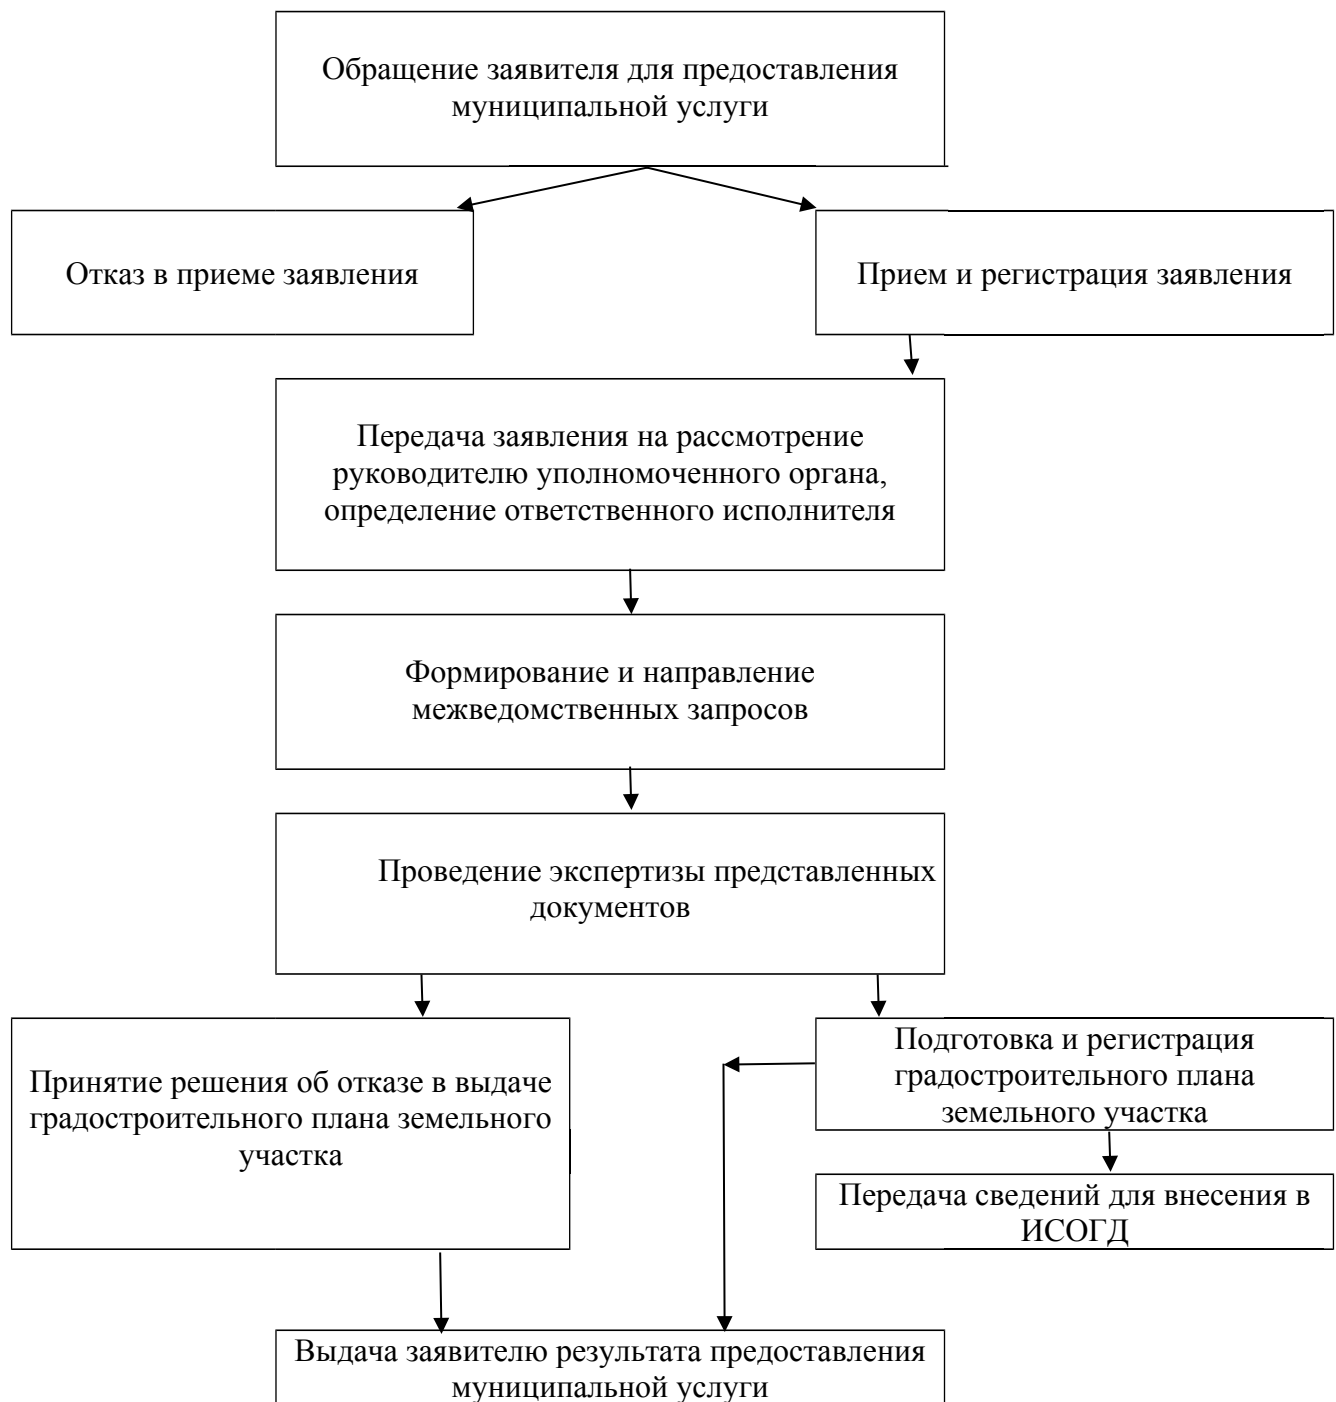 Обращение заявителя для предоставления
муниципальной услуги
Отказ в приеме заявления
Прием и регистрация заявления
Передача заявления на рассмотрение
руководителю уполномоченного органа,
определение ответственного исполнителя
Формирование и направление
межведомственных запросов
Проведение экспертизы представленных
документов
Принятие решения об отказе в выдаче
градостроительного плана земельного
участка
Подготовка и регистрация
градостроительного плана
земельного участка
Передача сведений для внесения в
ИСОГД
Выдача заявителю результата предоставления
муниципальной услуги